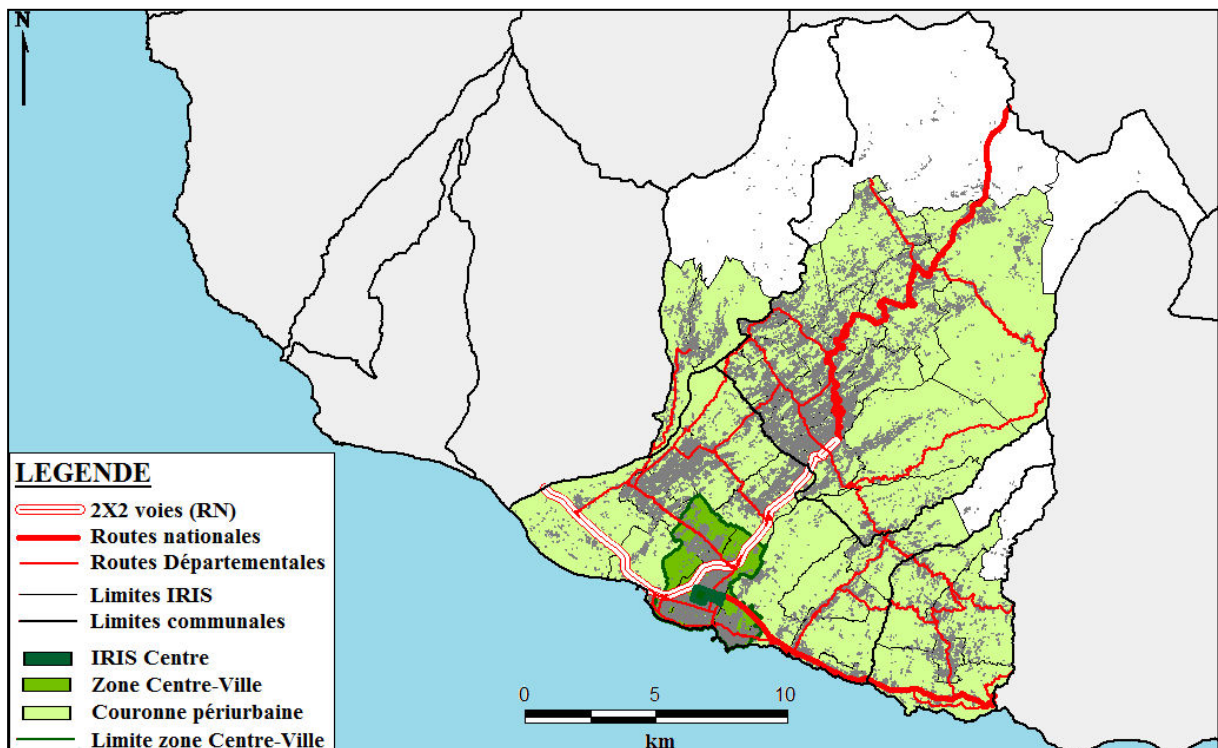 N
LEGENDE
2X2 voies (RN)
Routes nationales
Routes Départementales
Limites IRIS
Limites communales
IRIS Centre
Zone Centre-Ville
Couronne périurbaine
Limite zone Centre-Ville
0 5 10
km